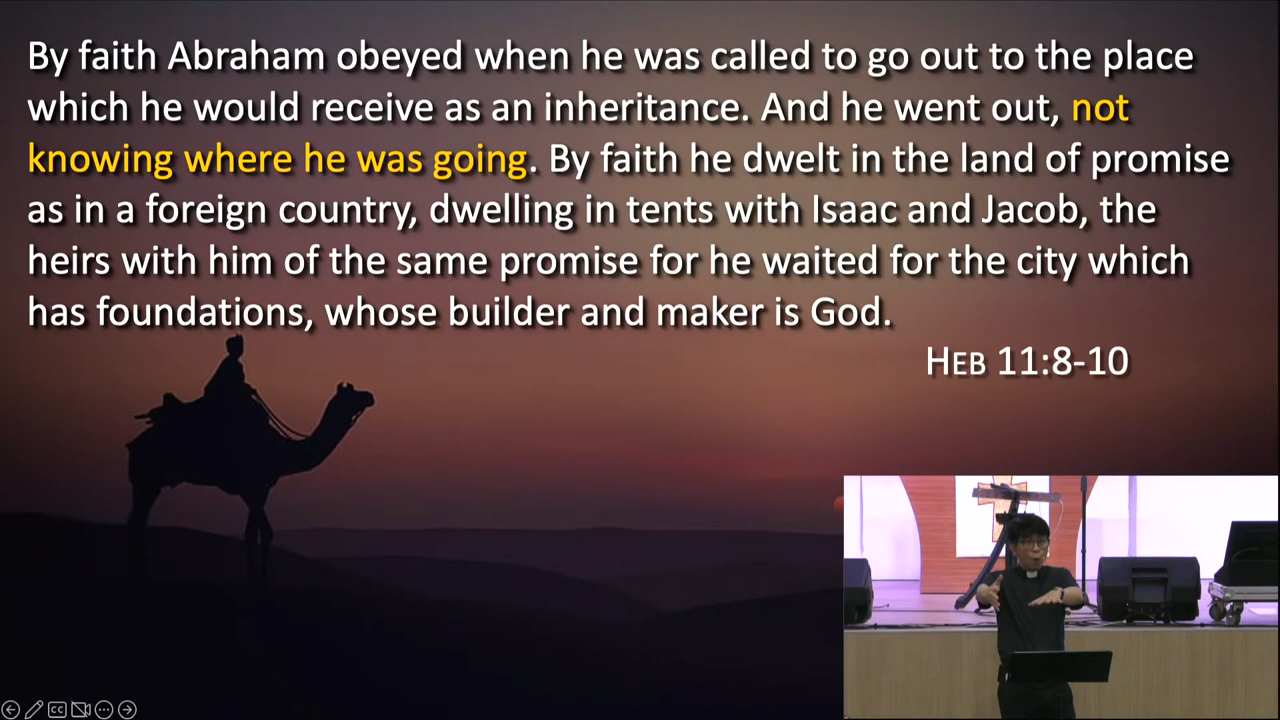 By faith Abraham obeyed when he was called to go out to the place
which he would receive as an inheritance. And he went out, not
knowing where he was going. By faith he dwelt in the land of promise
as in a foreign country, dwelling in tents with Isaac and Jacob, the
heirs with him of the same promise for he waited for the city which
has foundations, whose builder and maker is God.
HEB 11:8-10
CC